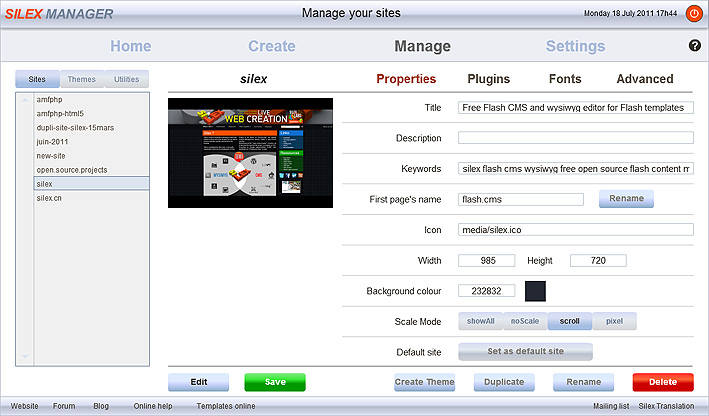 SILEX MANAGER
Manage your sites
Monday 18 July 2011 17h44
Home Create Manage Settings ?
Sites Themes Utilities
amfphp
amfphp-html5
dupli-site-silex-15mars
juin-2011
new-site
open.source.projects
silex
silex.cn
silex
LIVE
WEB CREATION
WYSIWYG
CMS
Properties Plugins Fonts Advanced
Title Free Flash CMS and wysiwyg editor for Flash templates
Description
Keywords silex flash cms wysiwyg free open source flash content m
First page's name flash.cms Rename
Icon media/silex.ico
Width 985 Height 720
Background colour 232832
Scale Mode showAll noScale scroll pixel
Default site Set as default site
Edit Save Create Theme Duplicate Rename Delete
Website Forum Blog Online help Templates online Mailing list Silex Translation